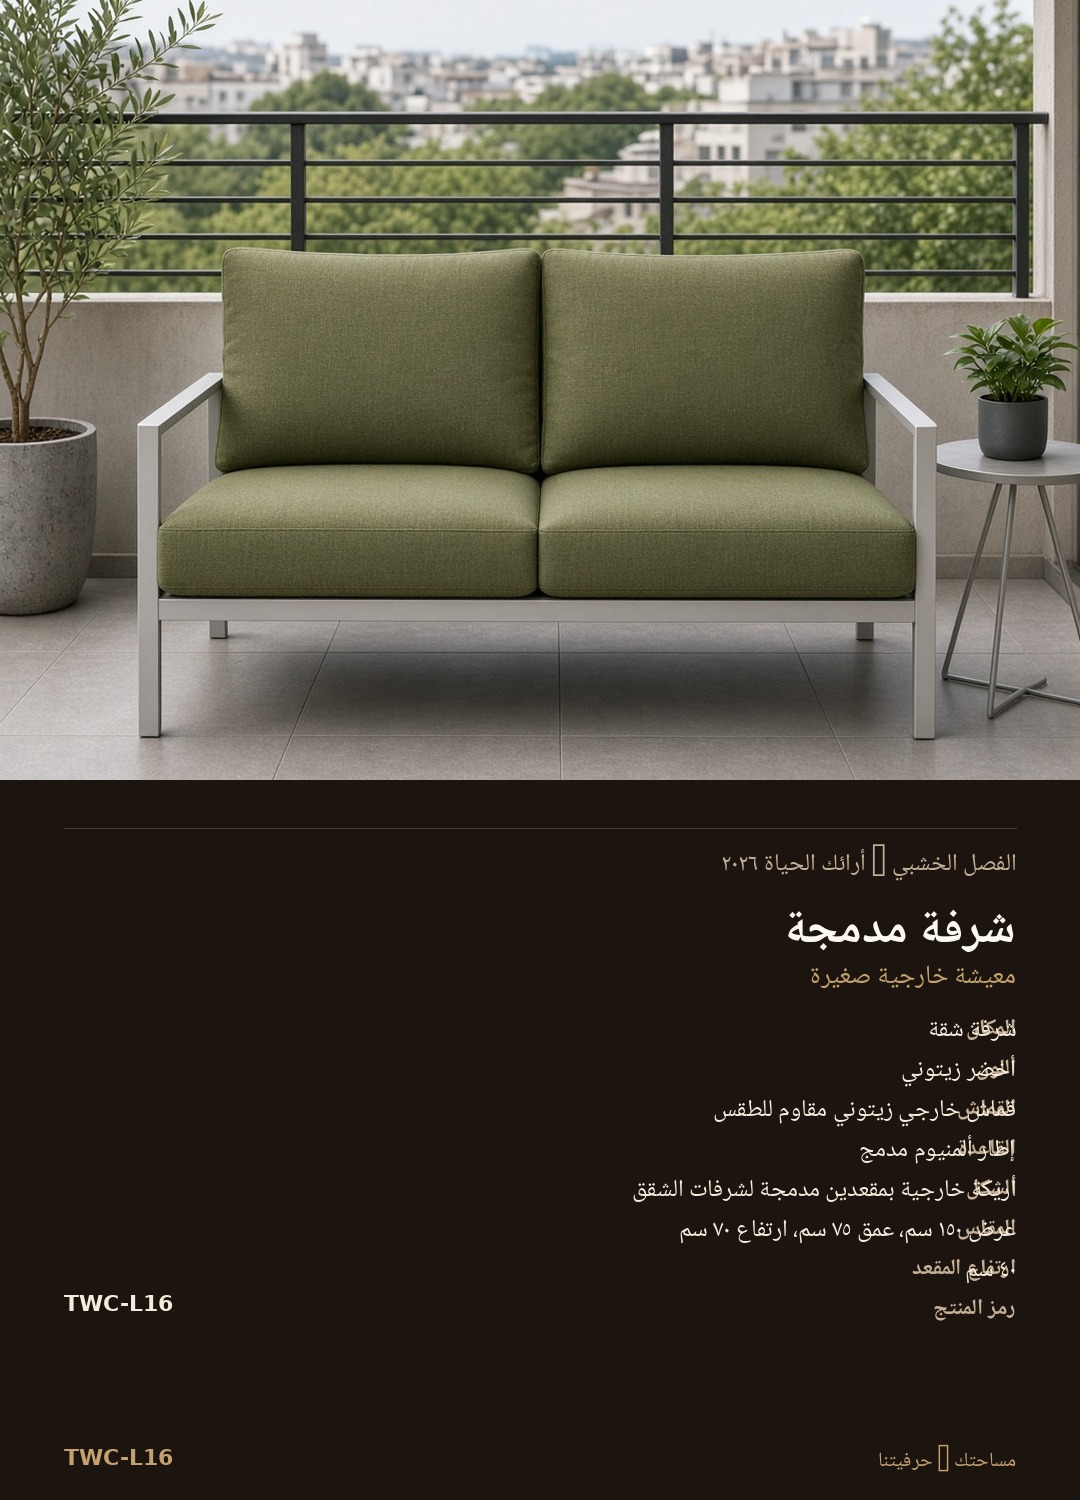 الفصل الخشبي أرائك الحياة ٢٠٢٦
شرفة مدمجة
معيشة خارجية صغيرة
شرفة شقة
أخضر زيتوني
قماش خارجي زيتوني مقاوم للطقس
إطار ألمنيوم مدمج
أريكة خارجية بمقعدين مدمجة لشرفات الشقق
عرض ١٥٠ سم، عمق ٧٥ سم، ارتفاع ٧٠ سم
ارتفاع المقعد
رمز المنتج TWC-L16
مساحتك حرفيتنا TWC-L16